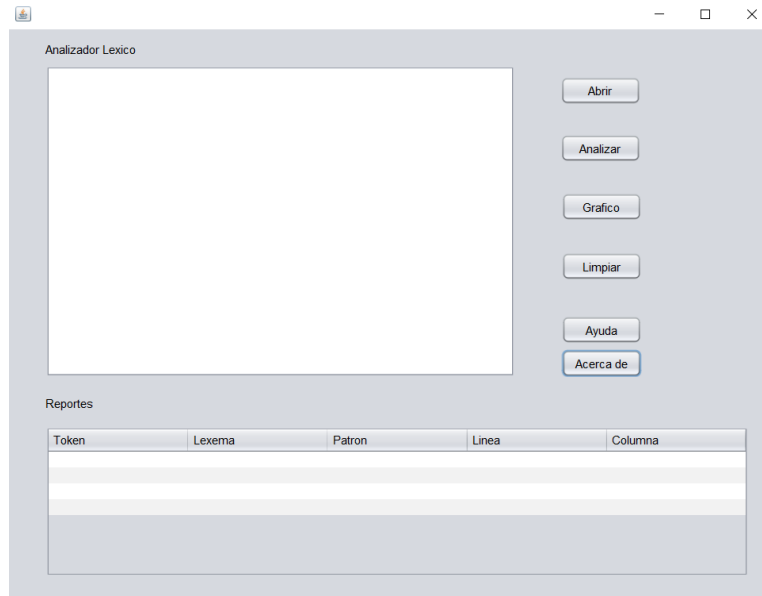 Analizador Lexico
Abrir
Analizar
Grafico
Limpiar
Ayuda
Acerca de
Reportes
Token Lexema Patron Linea Columna